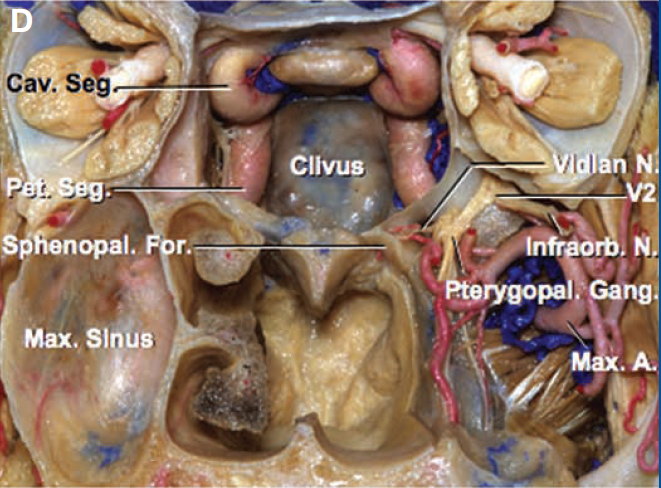 D
Cav. Seg.
Clivus
Vidian N.
Pet. Seg.
V2
Sphenopal. For.
Infraorb. N.
Pterygopal. Gang.
Max. Sinus
Max. A.